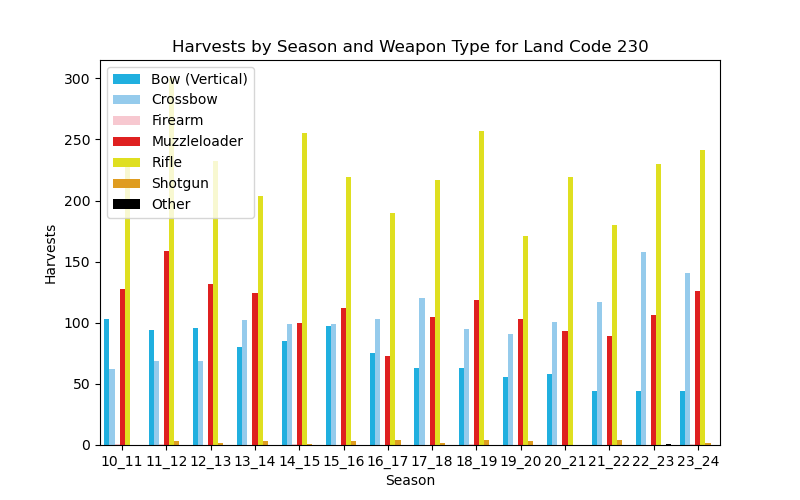 Harvests by Season and Weapon Type for Land Code 230
300
250
200
150
100
50
0
Harvests
Bow (Vertical)
Crossbow
Firearm
Muzzleloader
Rifle
Shotgun
Other
10_11 11_12 12_13 13_14 14_15 15_16 16_17 17_18 18_19 19_20 20_21 21_22 22_23 23_24
Season